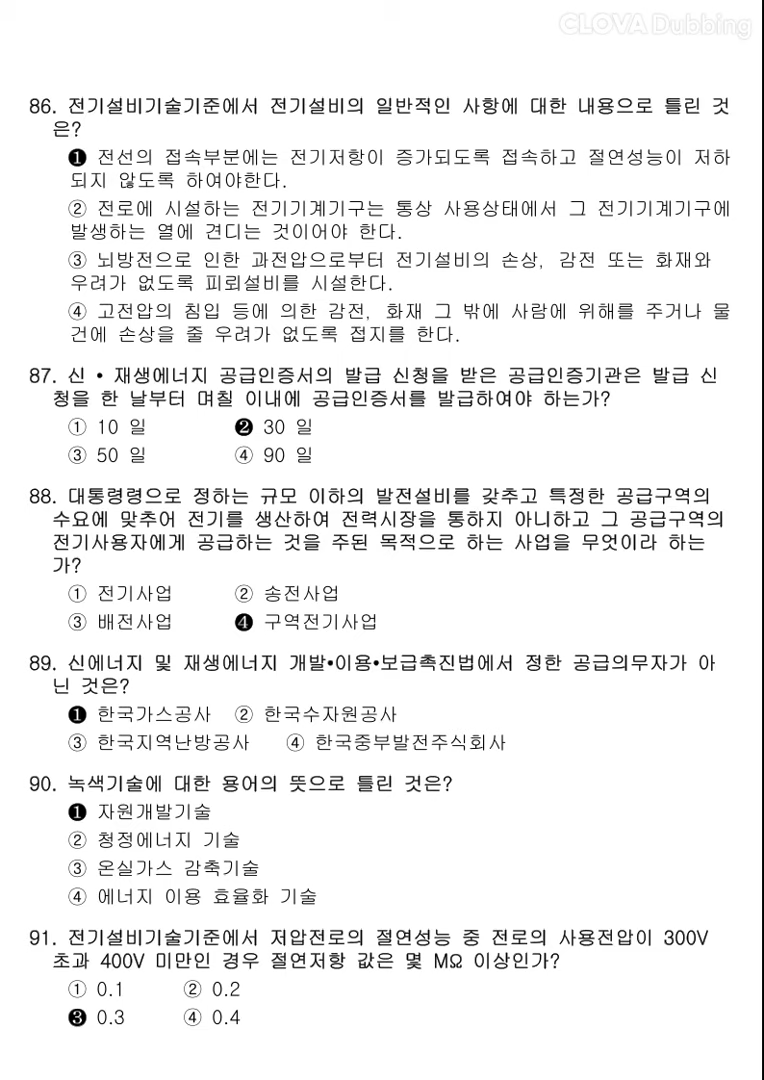 CLOVA Dubbing
86. 전기설비기술기준에서 전기설비의 일반적인 사항에 대한 내용으로 틀린 것
은?
❶ 전선의 접속부분에는 전기저항이 증가되도록 접속하고 절연성능이 저하
되지 않도록 하여야한다.
② 전로에 시설하는 전기기계기구는 통상 사용상태에서 그 전기기계기구에
발생하는 열에 견디는 것이어야 한다.
③ 뇌방전으로 인한 과전압으로부터 전기설비의 손상, 감전 또는 화재와
우려가 없도록 피뢰설비를 시설한다.
④ 고전압의 침입 등에 의한 감전, 화재 그 밖에 사람에 위해를 주거나 물
건에 손상을 줄 우려가 없도록 접지를 한다.
87. 신 • 재생에너지 공급인증서의 발급 신청을 받은 공급인증기관은 발급 신
청을 한 날부터 며칠 이내에 공급인증서를 발급하여야 하는가?
① 10 일 ❷ 30 일
③ 50 일 ④ 90 일
88. 대통령령으로 정하는 규모 이하의 발전설비를 갖추고 특정한 공급구역의
수요에 맞추어 전기를 생산하여 전력시장을 통하지 아니하고 그 공급구역의
전기사용자에게 공급하는 것을 주된 목적으로 하는 사업을 무엇이라 하는
가?
① 전기사업 ② 송전사업
③ 배전사업 ❹ 구역전기사업
89. 신에너지 및 재생에너지 개발•이용•보급촉진법에서 정한 공급의무자가 아
닌 것은?
❶ 한국가스공사 ② 한국수자원공사
③ 한국지역난방공사 ④ 한국중부발전주식회사
90. 녹색기술에 대한 용어의 뜻으로 틀린 것은?
❶ 자원개발기술
② 청정에너지 기술
③ 온실가스 감축기술
④ 에너지 이용 효율화 기술
91. 전기설비기술기준에서 저압전로의 절연성능 중 전로의 사용전압이 300V
초과 400V 미만인 경우 절연저항 값은 몇 MΩ 이상인가?
① 0.1 ② 0.2
❸ 0.3 ④ 0.4